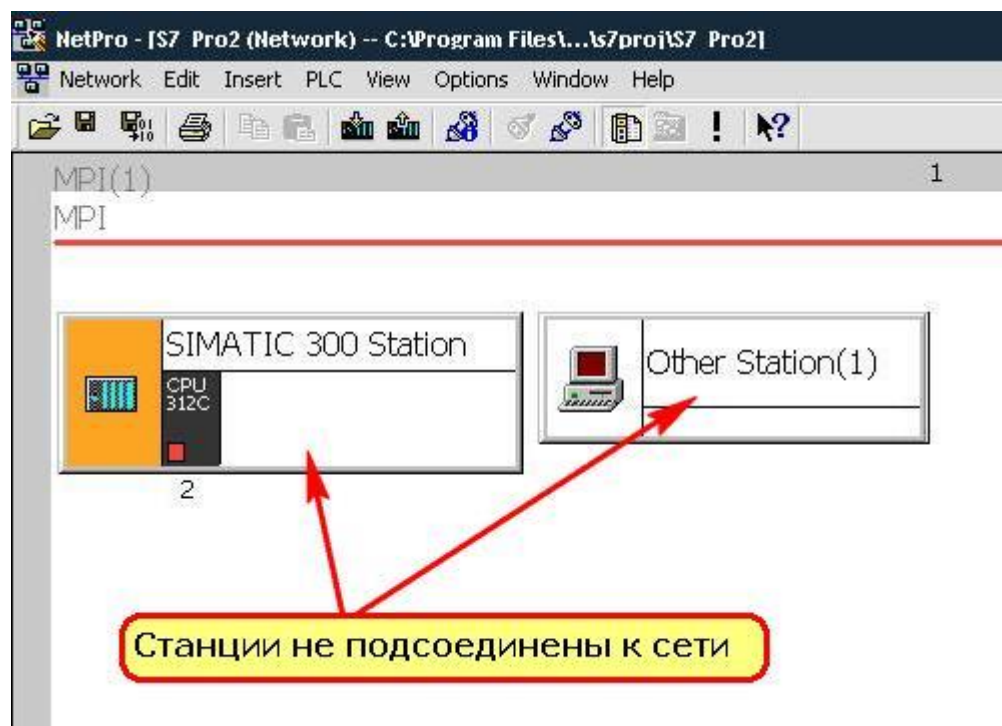 NetPro - [S7_Pro2 (Network) -- C:\Program Files\...\s7proj\S7_Pro2]
Network Edit Insert PLC View Options Window Help
MPI(1)
1
MPI
SIMATIC 300 Station
CPU
312C
2
Other Station(1)
Станции не подсоединены к сети